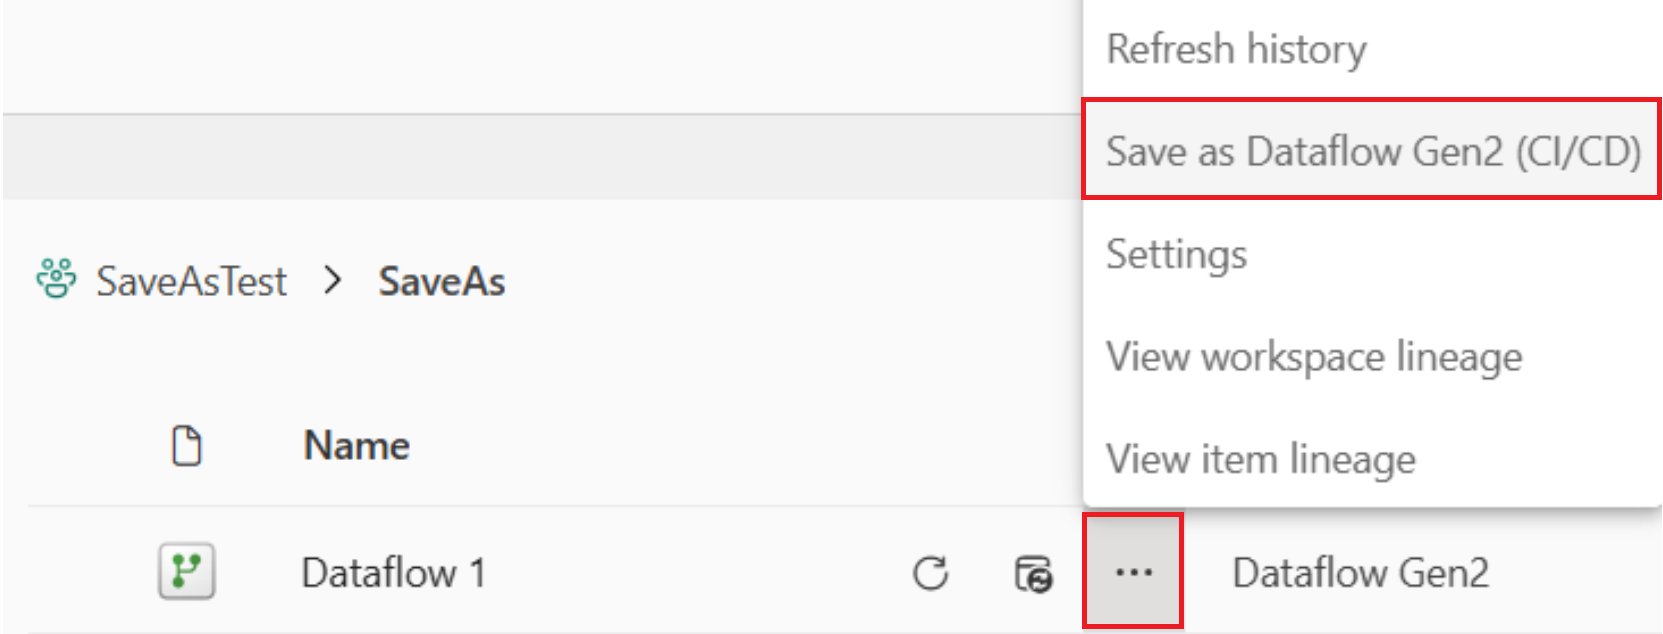 Refresh history
Save as Dataflow Gen2 (CI/CD)
Settings
View workspace lineage
View item lineage
SaveAsTest > SaveAs
Name
Dataflow 1 ... Dataflow Gen2